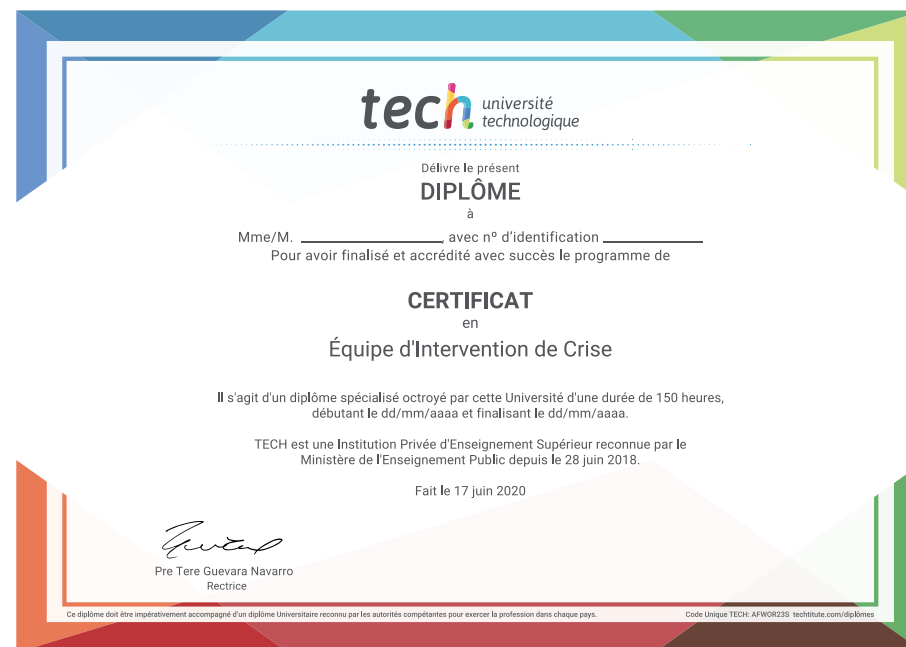 tech université
technologique
Délivre le présent
DIPLÔME
à
Mme/M. ____________________, avec nº d'identification ______________
Pour avoir finalisé et accrédité avec succès le programme de
CERTIFICAT
en
Équipe d'Intervention de Crise
Il s'agit d'un diplôme spécialisé octroyé par cette Université d'une durée de 150 heures,
débutant le dd/mm/aaaa et finalisant le dd/mm/aaaa.
TECH est une Institution Privée d'Enseignement Supérieur reconnue par le
Ministère de l'Enseignement Public depuis le 28 juin 2018.
Fait le 17 juin 2020
Pre Tere Guevara Navarro
Rectrice
Ce diplôme doit être impérativement accompagné d'un diplôme Universitaire reconnu par les autorités compétentes pour exercer la profession dans chaque pays.
Code Unique TECH: AFWOR23S techtitute.com/diplômes